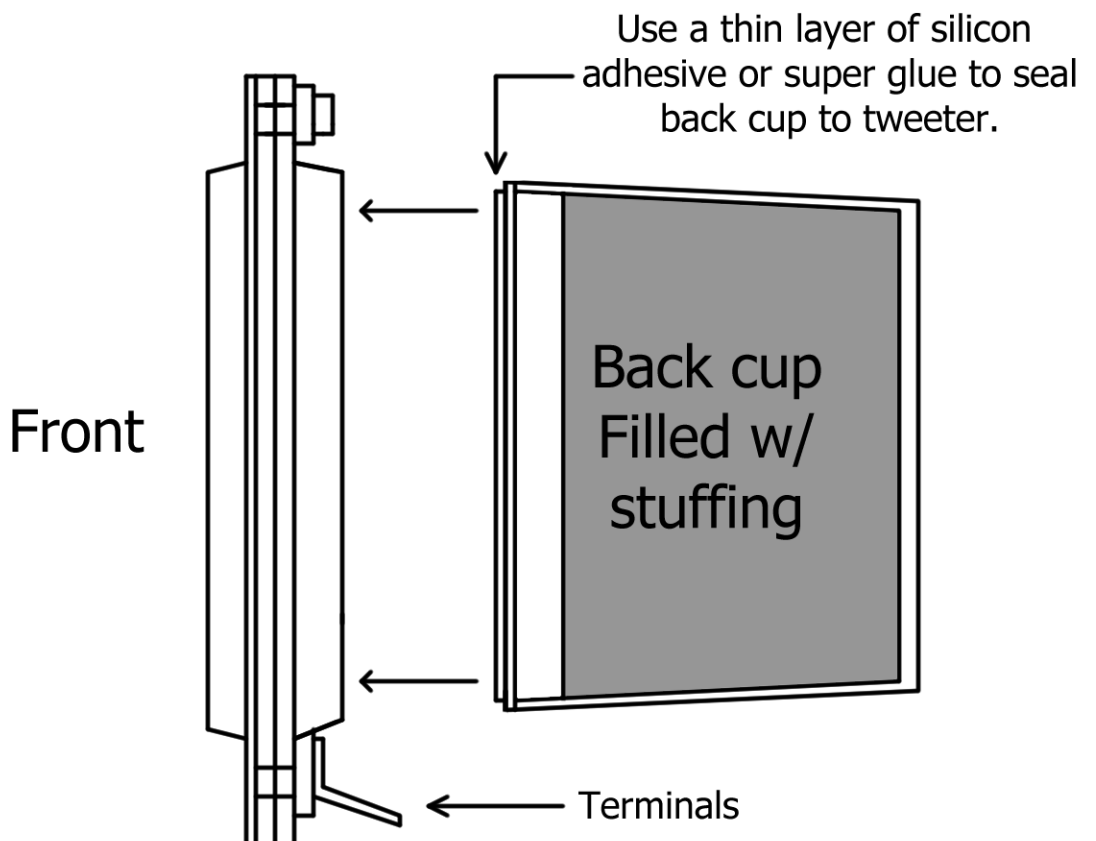 Use a thin layer of silicon
adhesive or super glue to seal
back cup to tweeter.
Front
Back cup
Filled w/
stuffing
Terminals